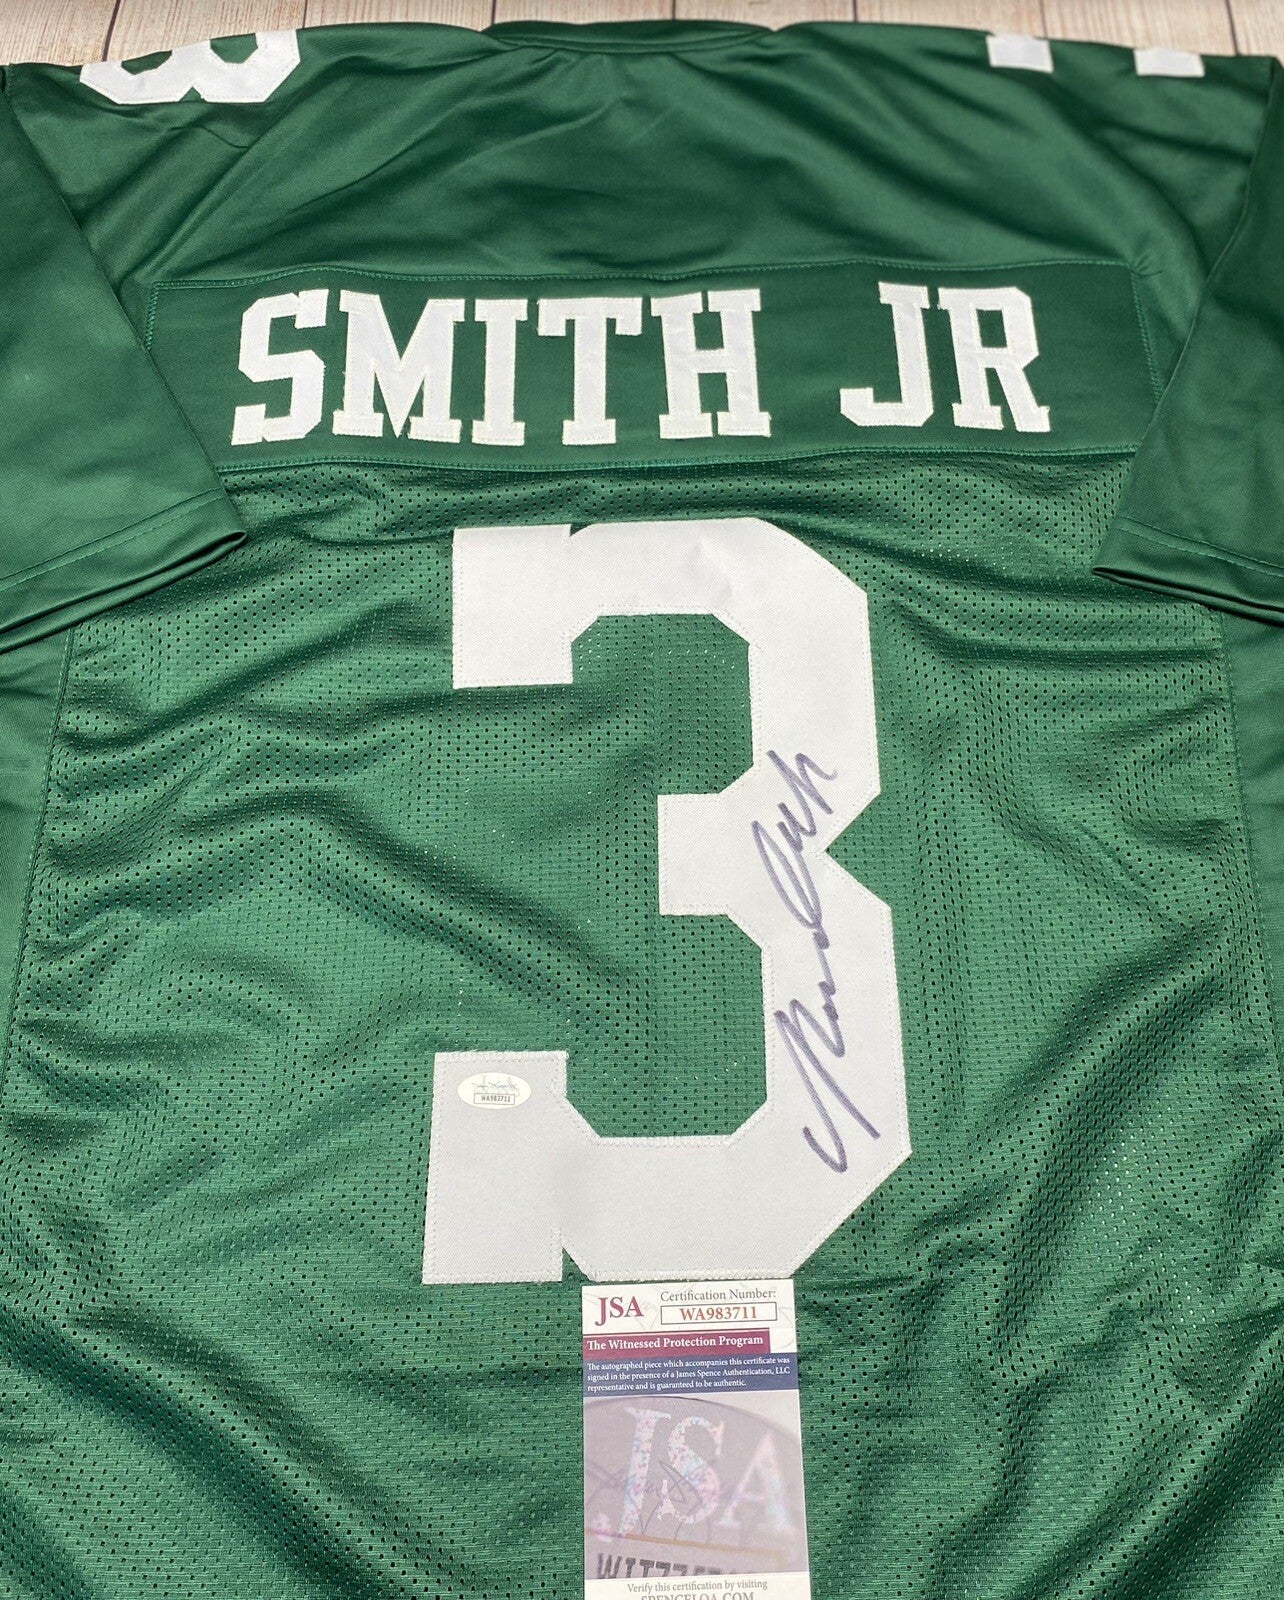 SMITH JR
3
WA983711
JSA
Certification Number:
WA983711
The Witnessed Protection Program
The autographed piece which accompanies this certificate was
signed in the presence of a James Spence Authentication, LLC
representative and is guaranteed to be authentic.
JSA
Verify this certification by visiting
SPENCELOA.COM